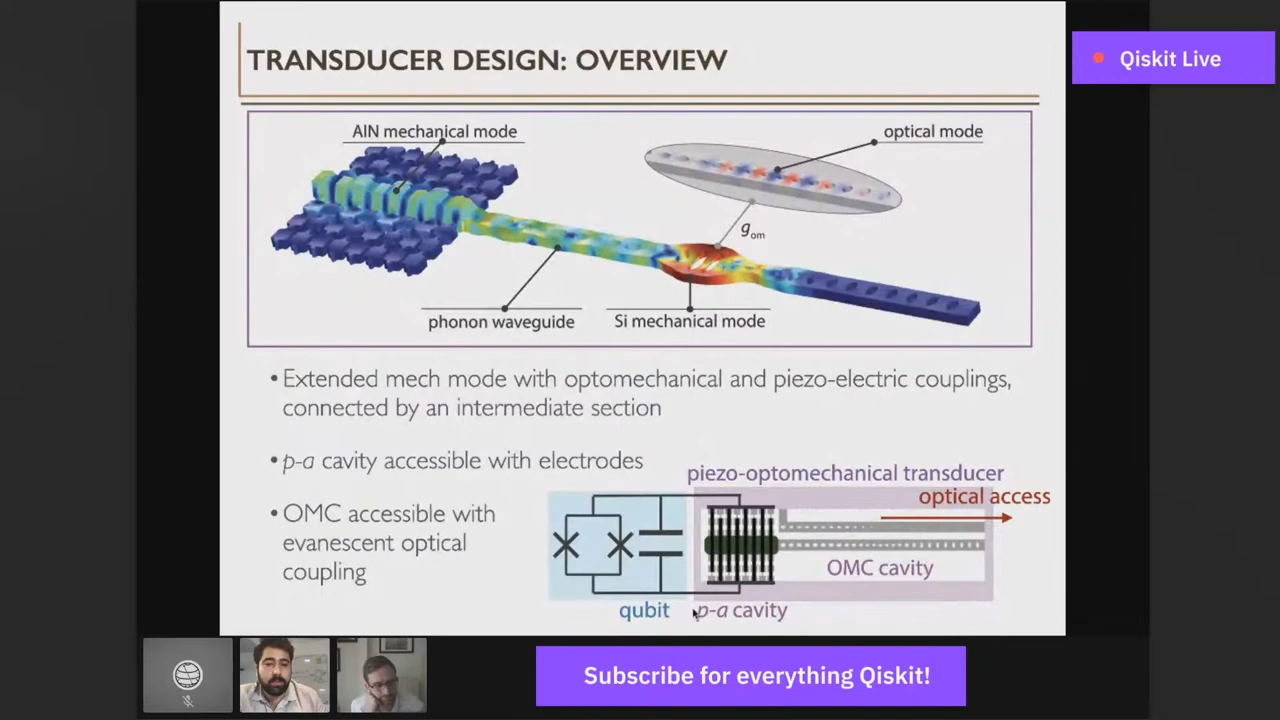 TRANSDUCER DESIGN: OVERVIEW
Qiskit Live
AlN mechanical mode
optical mode
gom
phonon waveguide
Si mechanical mode
• Extended mech mode with optomechanical and piezo-electric couplings,
connected by an intermediate section
• p-a cavity accessible with electrodes
piezo-optomechanical transducer
optical access
• OMC accessible with
evanescent optical
coupling
OMC cavity
qubit
p-a cavity
Subscribe for everything Qiskit!